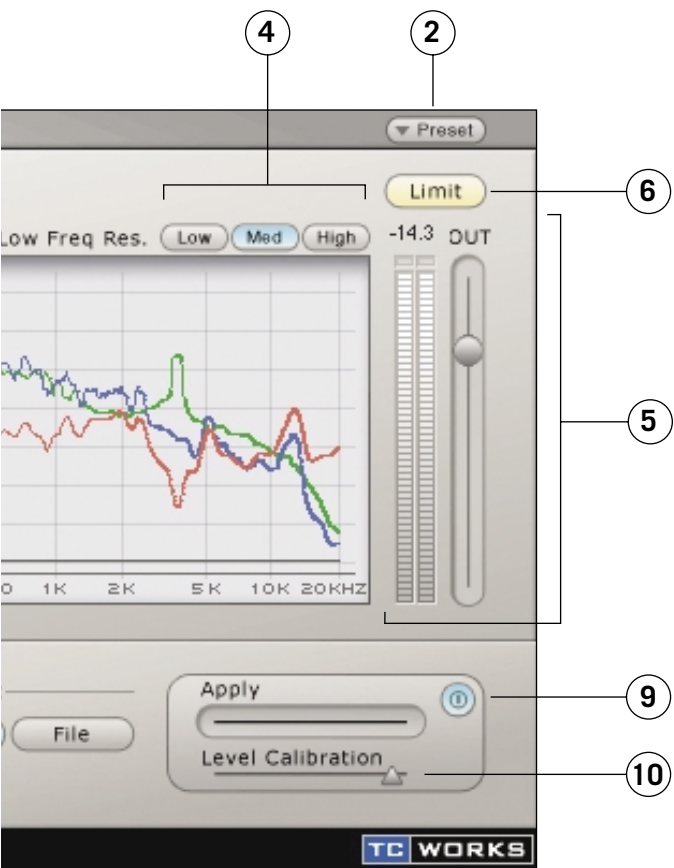 4 2
Preset
Limit 6
Low Freq Res. Low Med High -14.3 OUT
5
0 1K 2K 5K 10K 20KHZ
Apply 9
File
Level Calibration 10
TC WORKS